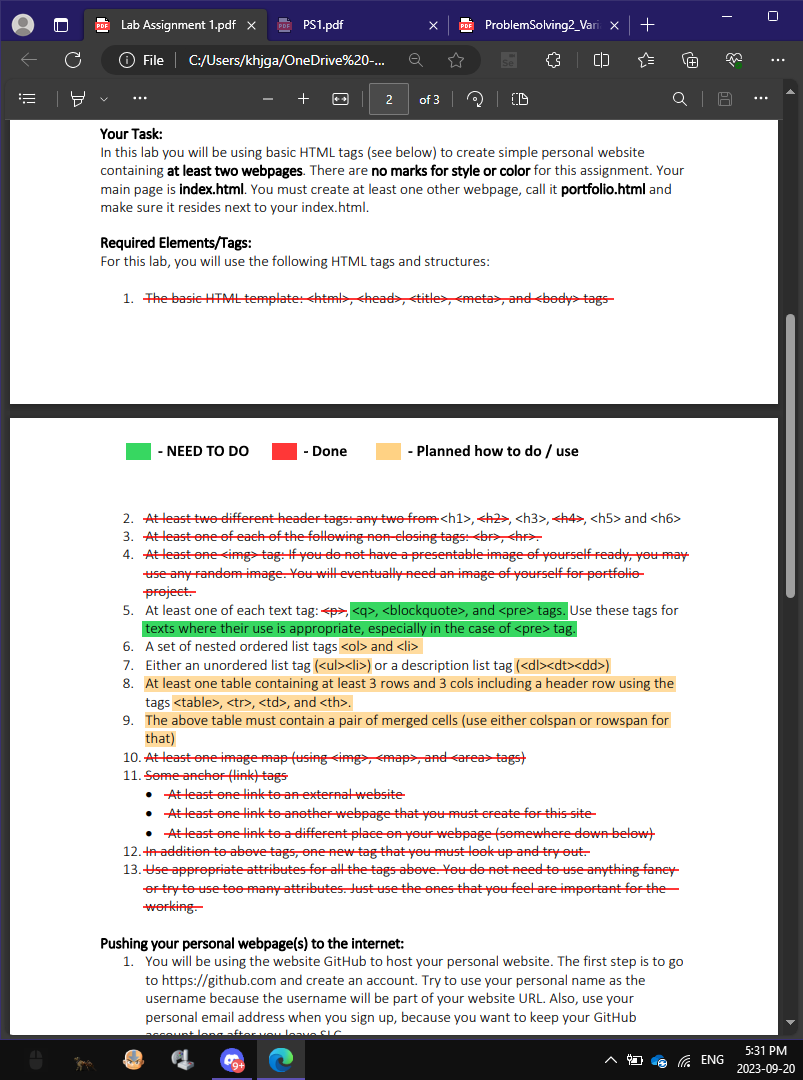 Lab Assignment 1.pdf
PS1.pdf
ProblemSolving2_Vari
File
C:/Users/khjga/OneDrive%20-...
2
of 3
Your Task:
In this lab you will be using basic HTML tags (see below) to create simple personal website
containing at least two webpages. There are no marks for style or color for this assignment. Your
main page is index.html. You must create at least one other webpage, call it portfolio.html and
make sure it resides next to your index.html.
Required Elements/Tags:
For this lab, you will use the following HTML tags and structures:
1. The basic HTML template: <html>, <head>, <title>, <meta>, and <body> tags
- NEED TO DO - Done - Planned how to do / use
2. At least two different header tags: any two from <h1>, <h2>, <h3>, <h4>, <h5> and <h6>
3. At least one of each of the following non-closing tags: <br>, <hr>.
4. At least one <img> tag: If you do not have a presentable image of yourself ready, you may
use any random image. You will eventually need an image of yourself for portfolio
project.
5. At least one of each text tag: <p>, <q>, <blockquote>, and <pre> tags. Use these tags for
texts where their use is appropriate, especially in the case of <pre> tag.
6. A set of nested ordered list tags <ol> and <li>
7. Either an unordered list tag (<ul><li>) or a description list tag (<dl><dt><dd>)
8. At least one table containing at least 3 rows and 3 cols including a header row using the
tags <table>, <tr>, <td>, and <th>.
9. The above table must contain a pair of merged cells (use either colspan or rowspan for
that)
10. At least one image map (using <img>, <map>, and <area> tags)
11. Some anchor (link) tags
• At least one link to an external website
• At least one link to another webpage that you must create for this site
• At least one link to a different place on your webpage (somewhere down below)
12. In addition to above tags, one new tag that you must look up and try out.
13. Use appropriate attributes for all the tags above. You do not need to use anything fancy
or try to use too many attributes. Just use the ones that you feel are important for the
working.
Pushing your personal webpage(s) to the internet:
1. You will be using the website GitHub to host your personal website. The first step is to go
to https://github.com and create an account. Try to use your personal name as the
username because the username will be part of your website URL. Also, use your
personal email address when you sign up, because you want to keep your GitHub
account long after you leave SLC
9+
ENG
5:31 PM
2023-09-20